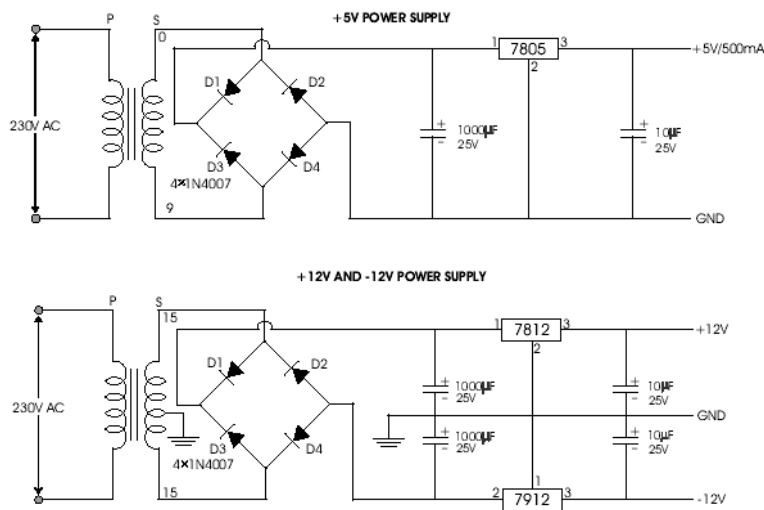 +5V POWER SUPPLY
P S
0
1 7805 3
+5V/500mA
2
D1 D2
230V AC
+ 1000µF
- 25V
+ 10µF
- 25V
D3 D4
4×1N4007
9
GND
+12V AND -12V POWER SUPPLY
P S
15
1 7812 3
+12V
2
D1 D2
+ 1000µF
- 25V
+ 10µF
- 25V
230V AC
GND
+ 1000µF
- 25V
+ 10µF
- 25V
D3 D4
4×1N4007
15
1
2 7912 3
-12V